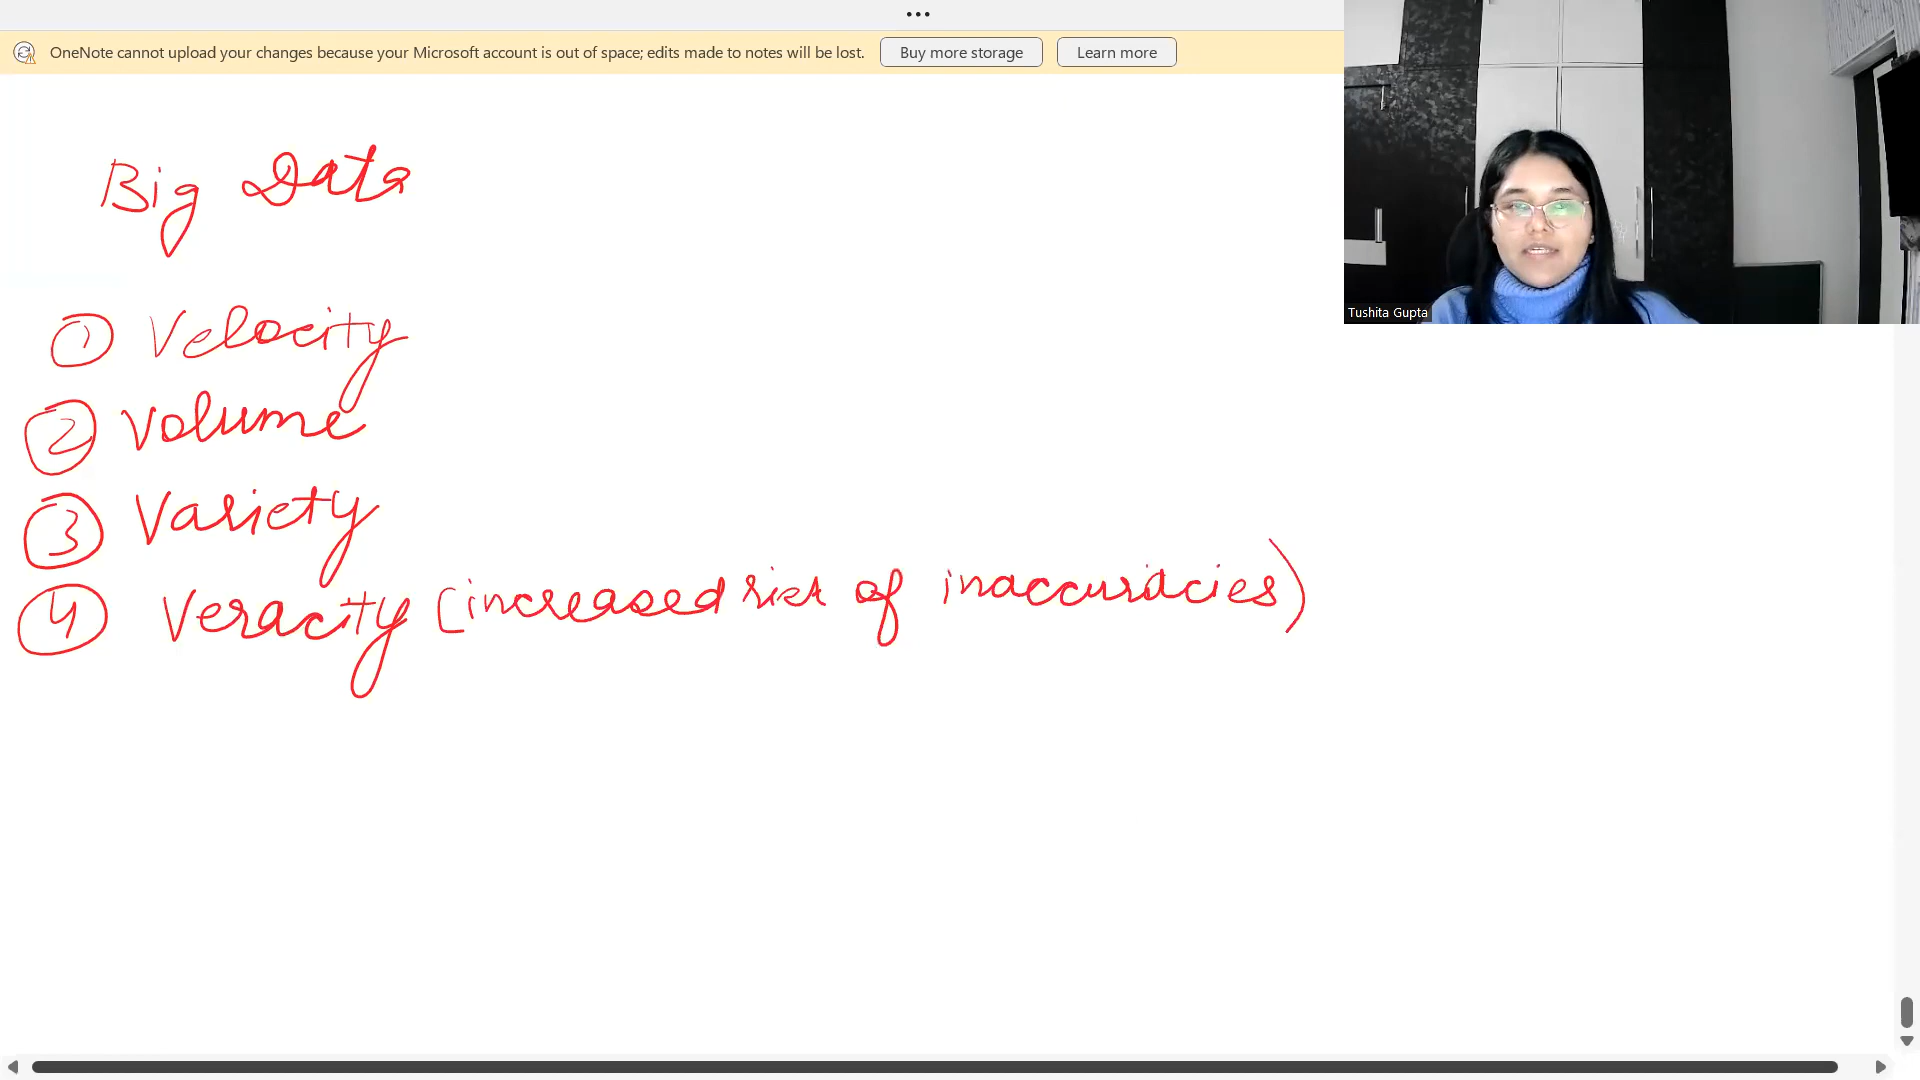 OneNote cannot upload your changes because your Microsoft account is out of space; edits made to notes will be lost. Buy more storage Learn more
Tushita Gupta
Big Data
① Velocity
② Volume
③ Variety
④ Veracity (increased risk of inaccuracies)